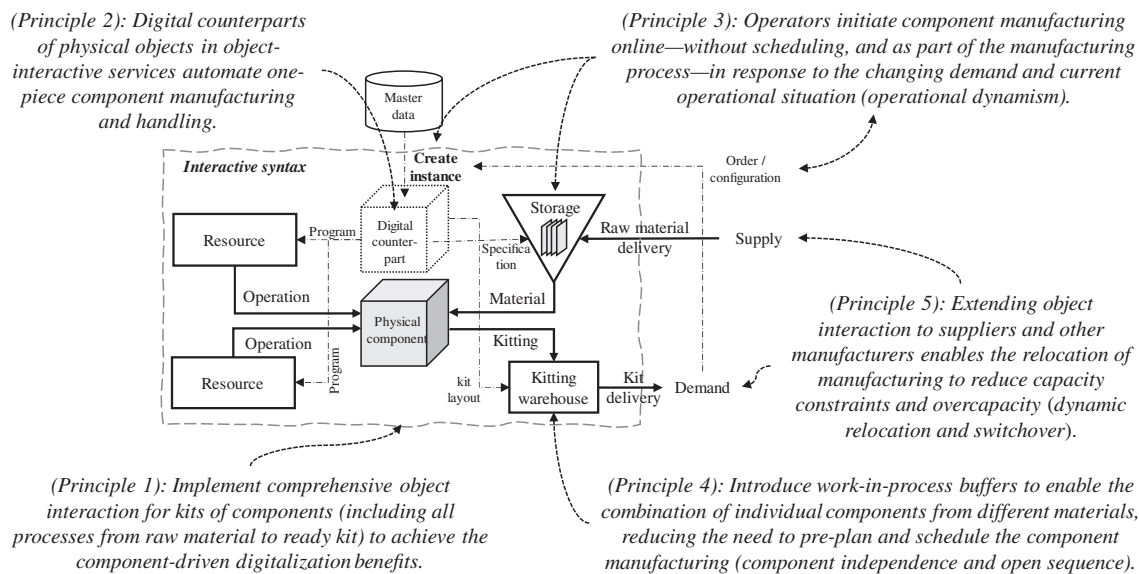 (Principle 2): Digital counterparts
of physical objects in object-
interactive services automate one-
piece component manufacturing
and handling.
(Principle 3): Operators initiate component manufacturing
online—without scheduling, and as part of the manufacturing
process—in response to the changing demand and current
operational situation (operational dynamism).
Master
data
Interactive syntax
Create
instance
Order /
configuration
Storage
Resource
Program
Digital
counter-
part
Specifica
tion
Raw material
delivery
Supply
Operation
Material
Physical
component
Operation
Kitting
Resource
Program
kit
layout
Kitting
warehouse
Kit
delivery
Demand
(Principle 5): Extending object
interaction to suppliers and other
manufacturers enables the relocation of
manufacturing to reduce capacity
constraints and overcapacity (dynamic
relocation and switchover).
(Principle 1): Implement comprehensive object
interaction for kits of components (including all
processes from raw material to ready kit) to achieve the
component-driven digitalization benefits.
(Principle 4): Introduce work-in-process buffers to enable the
combination of individual components from different materials,
reducing the need to pre-plan and schedule the component
manufacturing (component independence and open sequence).